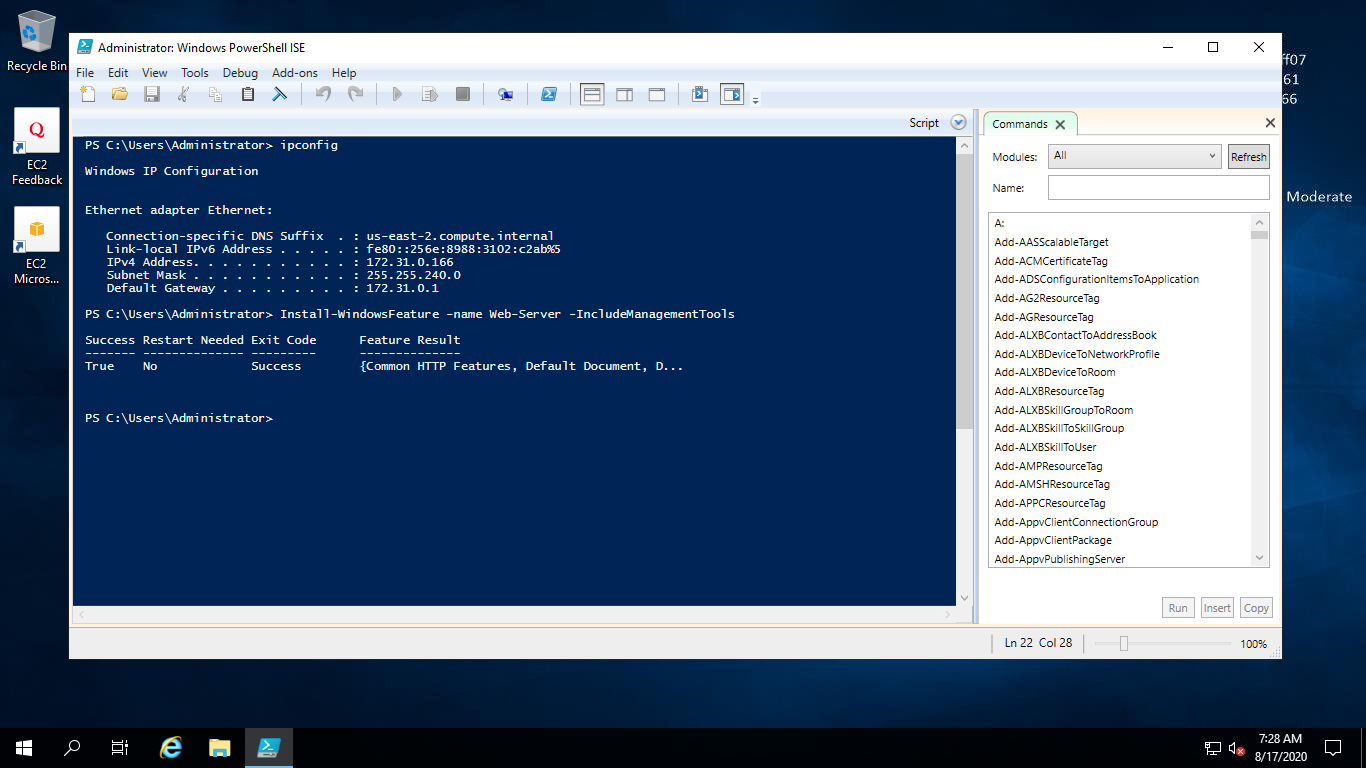 Recycle Bin
Q
EC2
Feedback
EC2
Micros...
Administrator: Windows PowerShell ISE
File Edit View Tools Debug Add-ons Help
Script
PS C:\Users\Administrator> ipconfig
Windows IP Configuration
Ethernet adapter Ethernet:
Connection-specific DNS Suffix . : us-east-2.compute.internal
Link-local IPv6 Address . . . . . : fe80::256e:8988:3102:c2ab%5
IPv4 Address. . . . . . . . . . . : 172.31.0.166
Subnet Mask . . . . . . . . . . . : 255.255.240.0
Default Gateway . . . . . . . . . : 172.31.0.1
PS C:\Users\Administrator> Install-WindowsFeature -name Web-Server -IncludeManagementTools
Success Restart Needed Exit Code Feature Result
------- -------------- --------- --------------
True No Success {Common HTTP Features, Default Document, D...
PS C:\Users\Administrator>
Commands
Modules: All Refresh
Name:
A:
Add-AASScalableTarget
Add-ACMCertificateTag
Add-ADSConfigurationItemsToApplication
Add-AG2ResourceTag
Add-AGResourceTag
Add-ALXBContactToAddressBook
Add-ALXBDeviceToNetworkProfile
Add-ALXBDeviceToRoom
Add-ALXBResourceTag
Add-ALXBSkillGroupToRoom
Add-ALXBSkillToSkillGroup
Add-ALXBSkillToUser
Add-AMPResourceTag
Add-AMSHResourceTag
Add-APPCResourceTag
Add-AppvClientConnectionGroup
Add-AppvClientPackage
Add-AppvPublishingServer
Run Insert Copy
Ln 22 Col 28 100%
ff07
61
66
Moderate
7:28 AM
8/17/2020